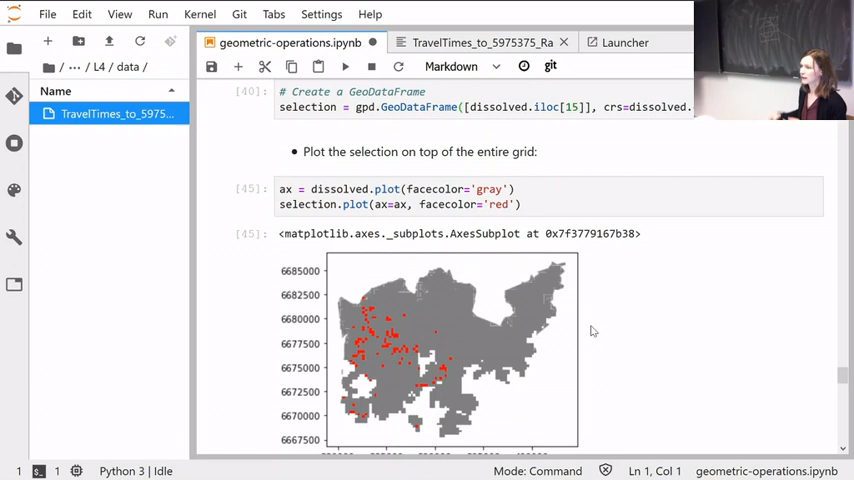 File Edit View Run Kernel Git Tabs Settings Help
geometric-operations.ipynb
TravelTimes_to_5975375_Ra
Launcher
/ ... / L4 / data /
Markdown
git
Name
TravelTimes_to_5975...
[40]:
# Create a GeoDataFrame
selection = gpd.GeoDataFrame([dissolved.iloc[15]], crs=dissolved.
Plot the selection on top of the entire grid:
[45]:
ax = dissolved.plot(facecolor='gray')
selection.plot(ax=ax, facecolor='red')
[45]:
<matplotlib.axes._subplots.AxesSubplot at 0x7f3779167b38>
6685000
6682500
6680000
6677500
6675000
6672500
6670000
6667500
1 1 Python 3 | Idle Mode: Command Ln 1, Col 1 geometric-operations.ipynb